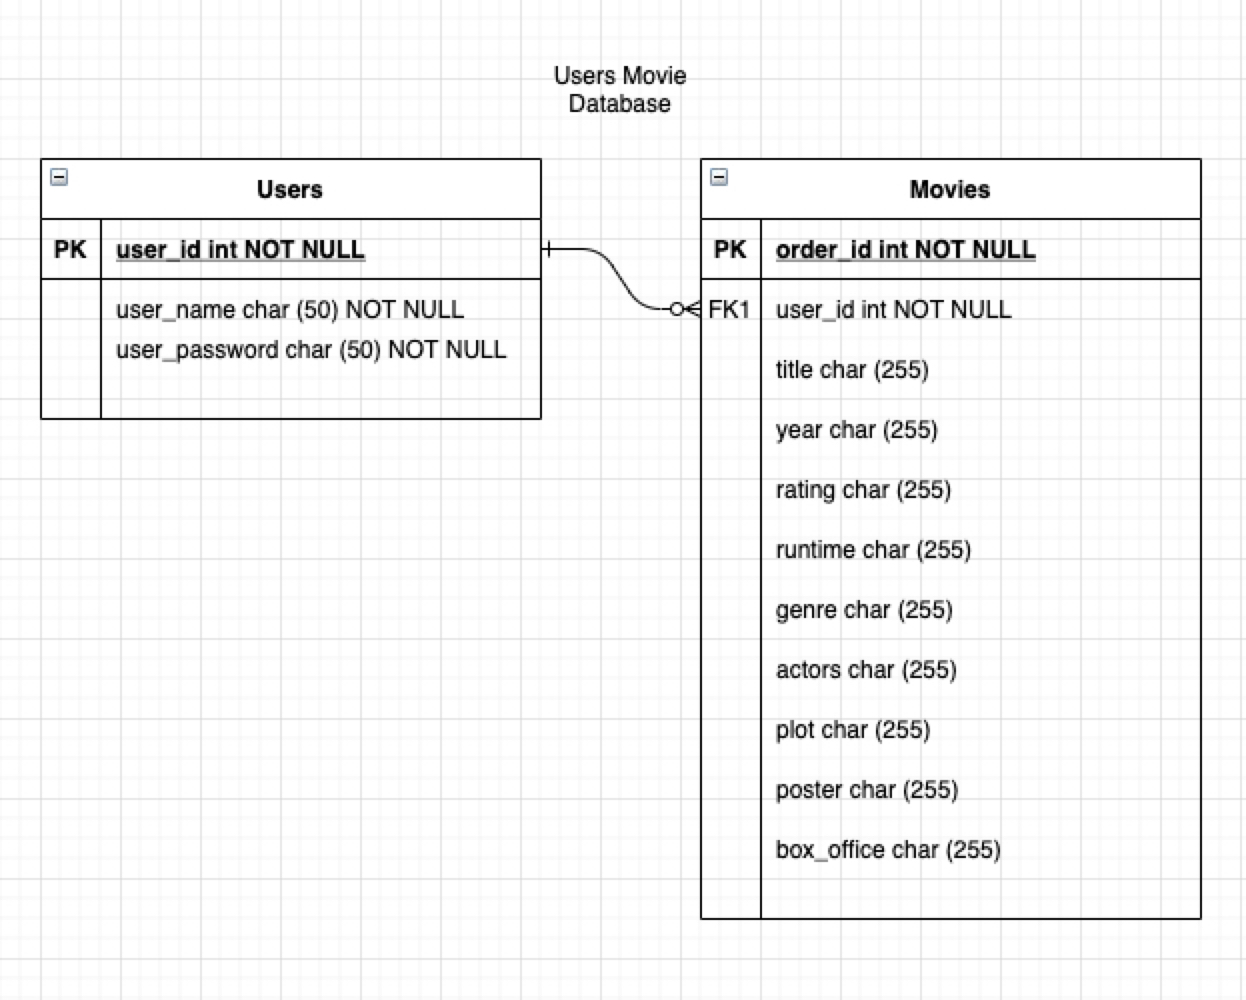 Users Movie
Database
Users
PK user_id int NOT NULL
user_name char (50) NOT NULL
user_password char (50) NOT NULL
Movies
PK order_id int NOT NULL
FK1 user_id int NOT NULL
title char (255)
year char (255)
rating char (255)
runtime char (255)
genre char (255)
actors char (255)
plot char (255)
poster char (255)
box_office char (255)